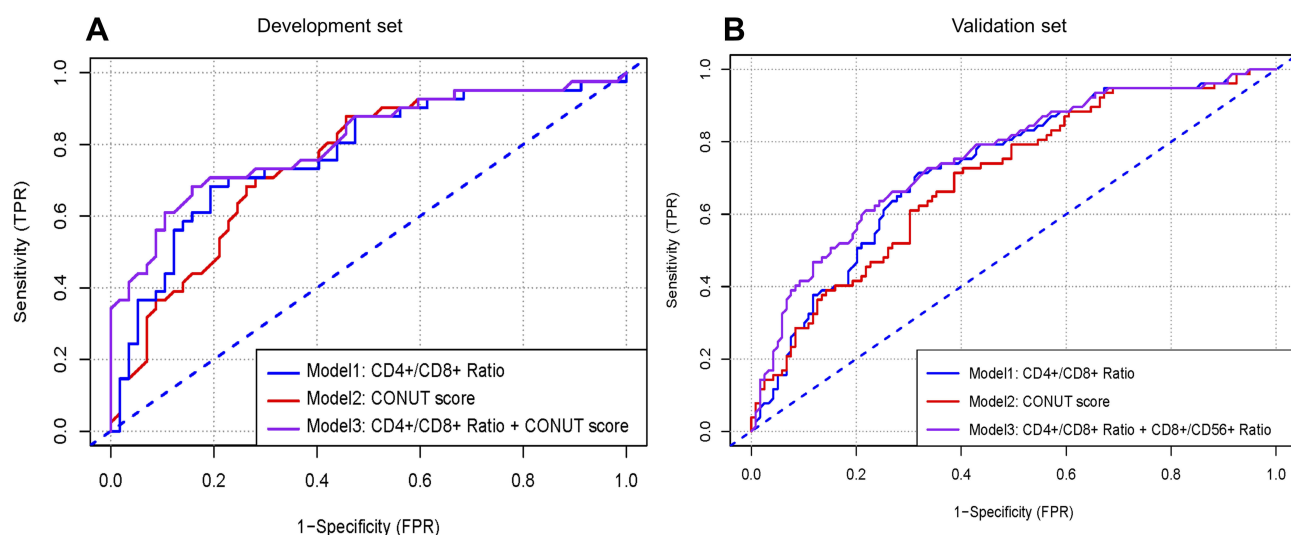 A
Development set
Sensitivity (TPR)
1.0
0.8
0.6
0.4
0.2
0.0
Model1: CD4+/CD8+ Ratio
Model2: CONUT score
Model3: CD4+/CD8+ Ratio + CONUT score
0.0 0.2 0.4 0.6 0.8 1.0
1−Specificity (FPR)
B
Validation set
Sensitivity (TPR)
1.0
0.8
0.6
0.4
0.2
0.0
Model1: CD4+/CD8+ Ratio
Model2: CONUT score
Model3: CD4+/CD8+ Ratio + CD8+/CD56+ Ratio
0.0 0.2 0.4 0.6 0.8 1.0
1−Specificity (FPR)